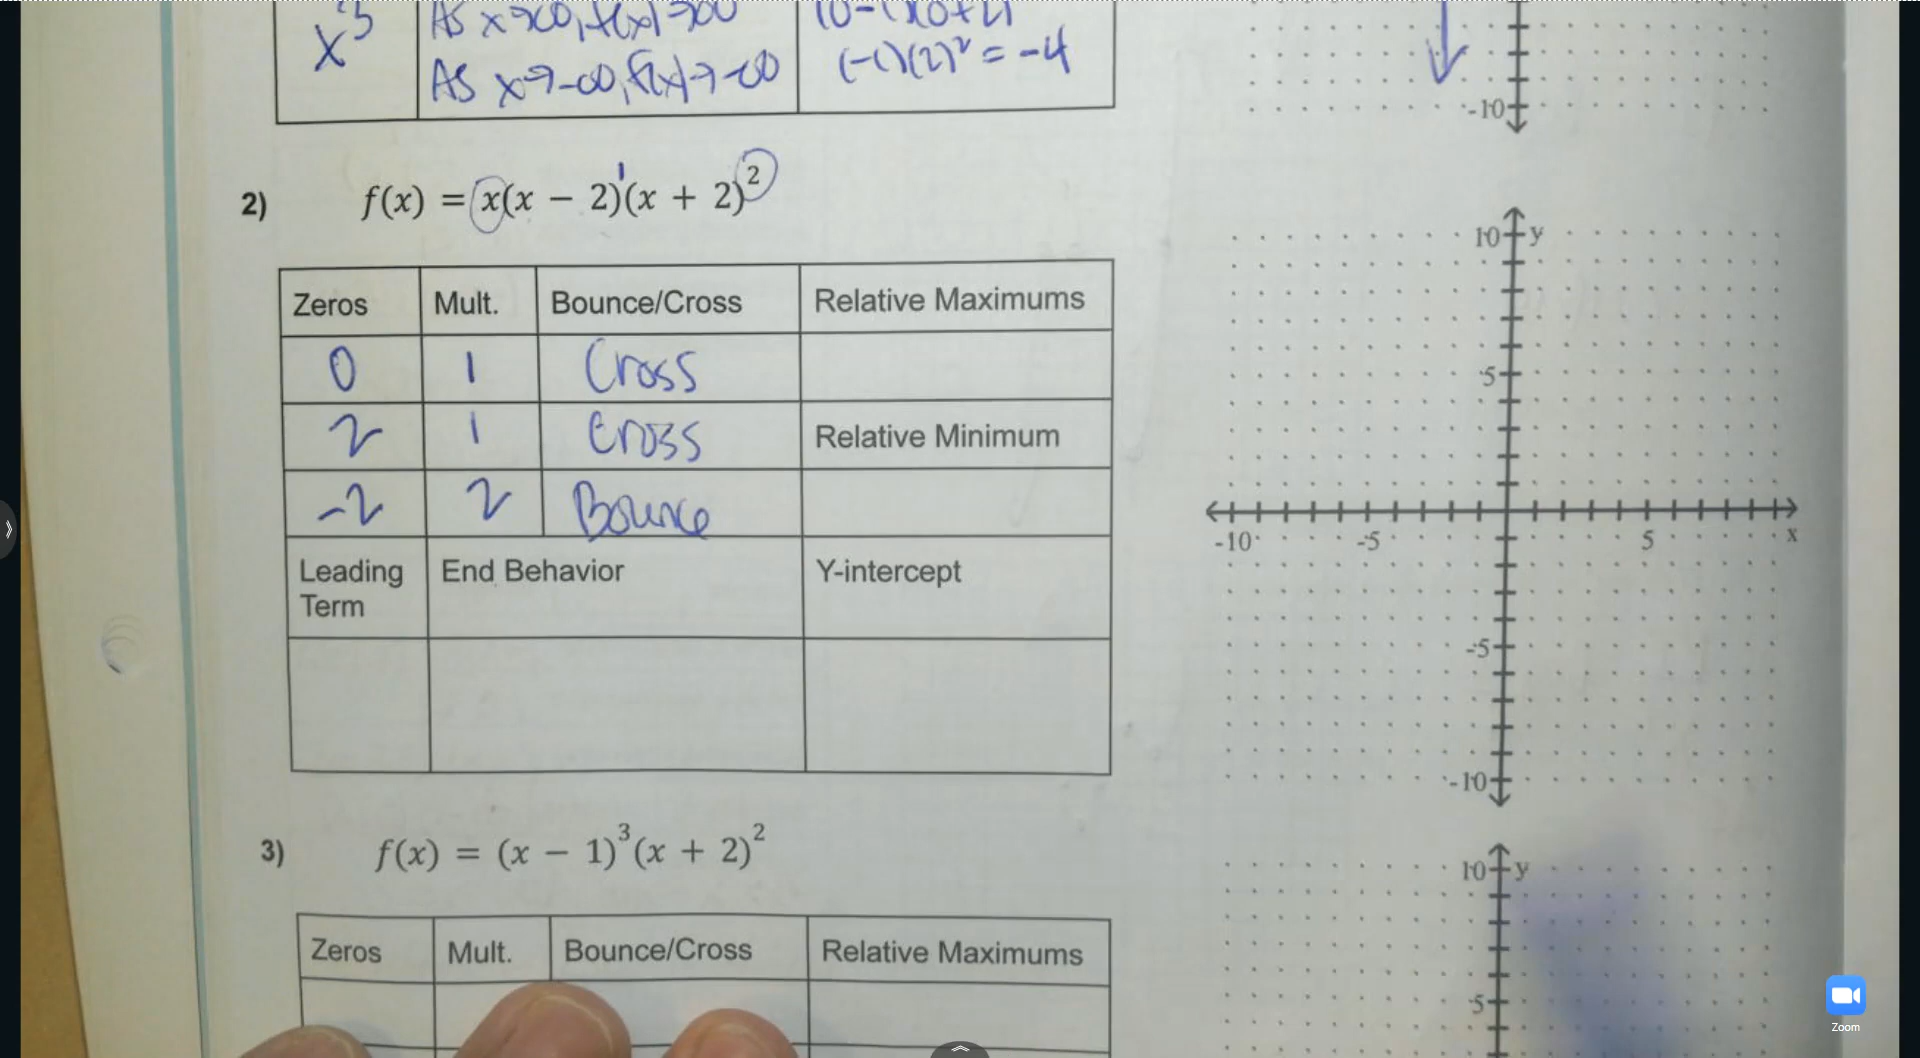 x³ | As x→∞, f(x)→∞
As x→-∞, f(x)→-∞ | (-1)(2)² = -4
-10
2) f(x) = x(x − 2)¹(x + 2)²
Zeros | Mult. | Bounce/Cross | Relative Maximums
0 | 1 | Cross
2 | 1 | Cross | Relative Minimum
-2 | 2 | Bounce
Leading Term | End Behavior | Y-intercept
10 y
5
-10 -5 5 x
-5
-10
3) f(x) = (x − 1)³(x + 2)²
Zeros | Mult. | Bounce/Cross | Relative Maximums
10 y
5
Zoom